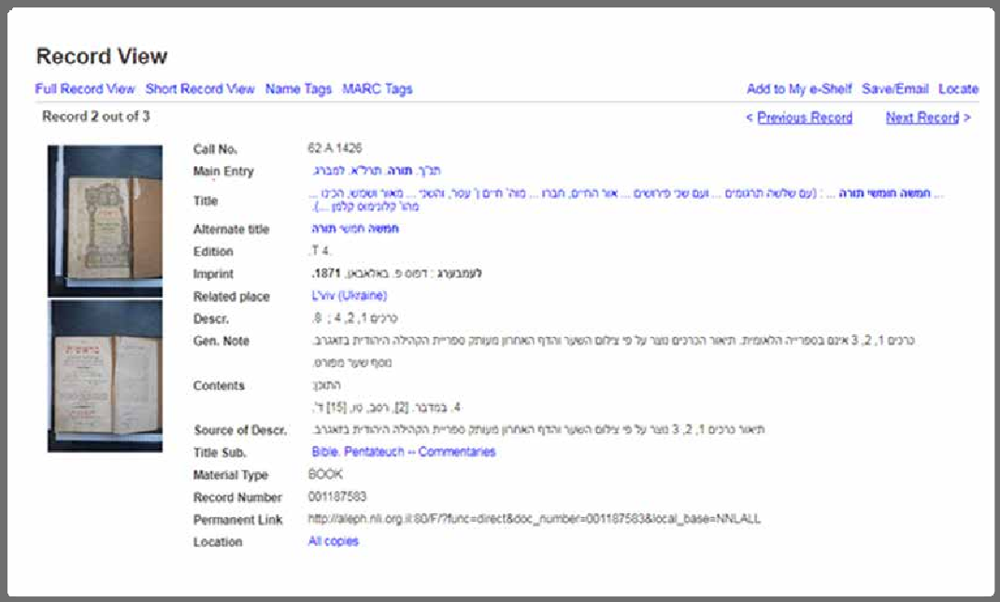 Record View
Full Record View Short Record View Name Tags MARC Tags Add to My e-Shelf Save/Email Locate
Record 2 out of 3 < Previous Record Next Record >
Call No. 62.A.1426
Main Entry תנ"ך. תורה. תרל"א. למברג.
Title ... חמשה חומשי תורה ... : (עם שלשה תרגומים ... ועם שני פירושים ... אור החיים, חברו ... מוה' חיים ן' עטר, והשני ... מאור ושמש, הכינו ...
מהו' קלונימוס קלמן ...).
Alternate title חמשה חמשי תורה
Edition .T 4.
Imprint לעמבערג : דפוס פ. באלאבאן, 1871.
Related place L'viv (Ukraine)
Descr. כרכים 1, 2, 4 ; 8.
Gen. Note כרכים 1, 2, 3 אינם בספרייה הלאומית. תיאור הכרכים נוצר על פי צילום השער והדף האחרון מעותק ספריית הקהילה היהודית בזאגרב.
נוסף שער מפורט.
Contents התוכן:
4. במדבר. [2], רסב, טו, [15] ד'.
Source of Descr. תיאור כרכים 1, 2, 3 נוצר על פי צילום השער והדף האחרון מעותק ספריית הקהילה היהודית בזאגרב.
Title Sub. Bible. Pentateuch -- Commentaries
Material Type BOOK
Record Number 001187583
Permanent Link http://aleph.nli.org.il:80/F/?func=direct&doc_number=001187583&local_base=NNLALL
Location All copies